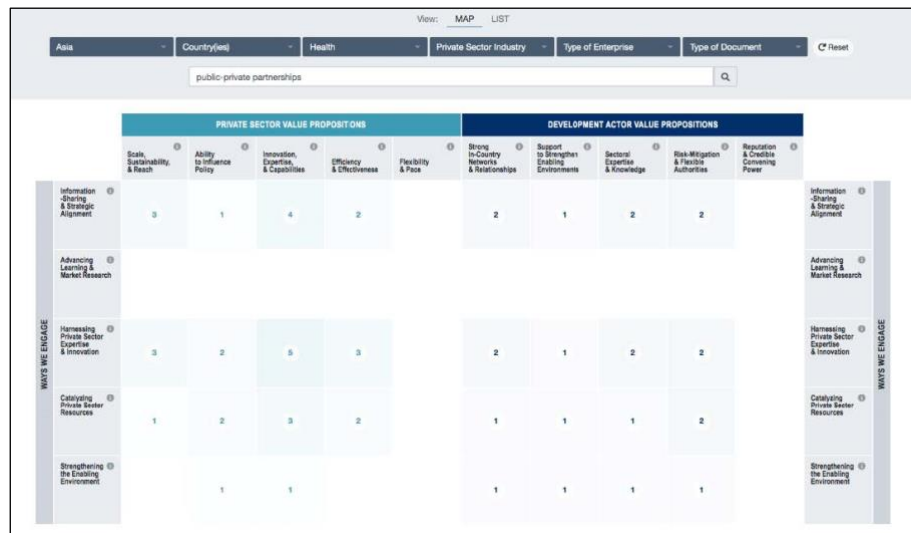 View: MAP LIST
Asia Country(ies) Health Private Sector Industry Type of Enterprise Type of Document Reset
public-private partnerships
PRIVATE SECTOR VALUE PROPOSITIONS DEVELOPMENT ACTOR VALUE PROPOSITIONS
Scale,
Sustainability,
& Reach
Ability
to Influence
Policy
Innovation,
Expertise,
& Capabilities
Efficiency
& Effectiveness
Flexibility
& Pace
Strong
In-Country
Networks
& Relationships
Support
to Strengthen
Enabling
Environments
Sectoral
Expertise
& Knowledge
Risk-Mitigation
& Flexible
Authorities
Reputation
& Credible
Convening
Power
WAYS WE ENGAGE
Information
-Sharing
& Strategic
Alignment
3 1 4 2 2 1 2 2
Information
-Sharing
& Strategic
Alignment
Advancing
Learning &
Market Research
Advancing
Learning &
Market Research
Harnessing
Private Sector
Expertise
& Innovation
3 2 5 3 2 1 2 2
Harnessing
Private Sector
Expertise
& Innovation
Catalyzing
Private Sector
Resources
1 2 3 2 1 1 1 2
Catalyzing
Private Sector
Resources
Strengthening
the Enabling
Environment
1 1 1 1 1 1
Strengthening
the Enabling
Environment
WAYS WE ENGAGE